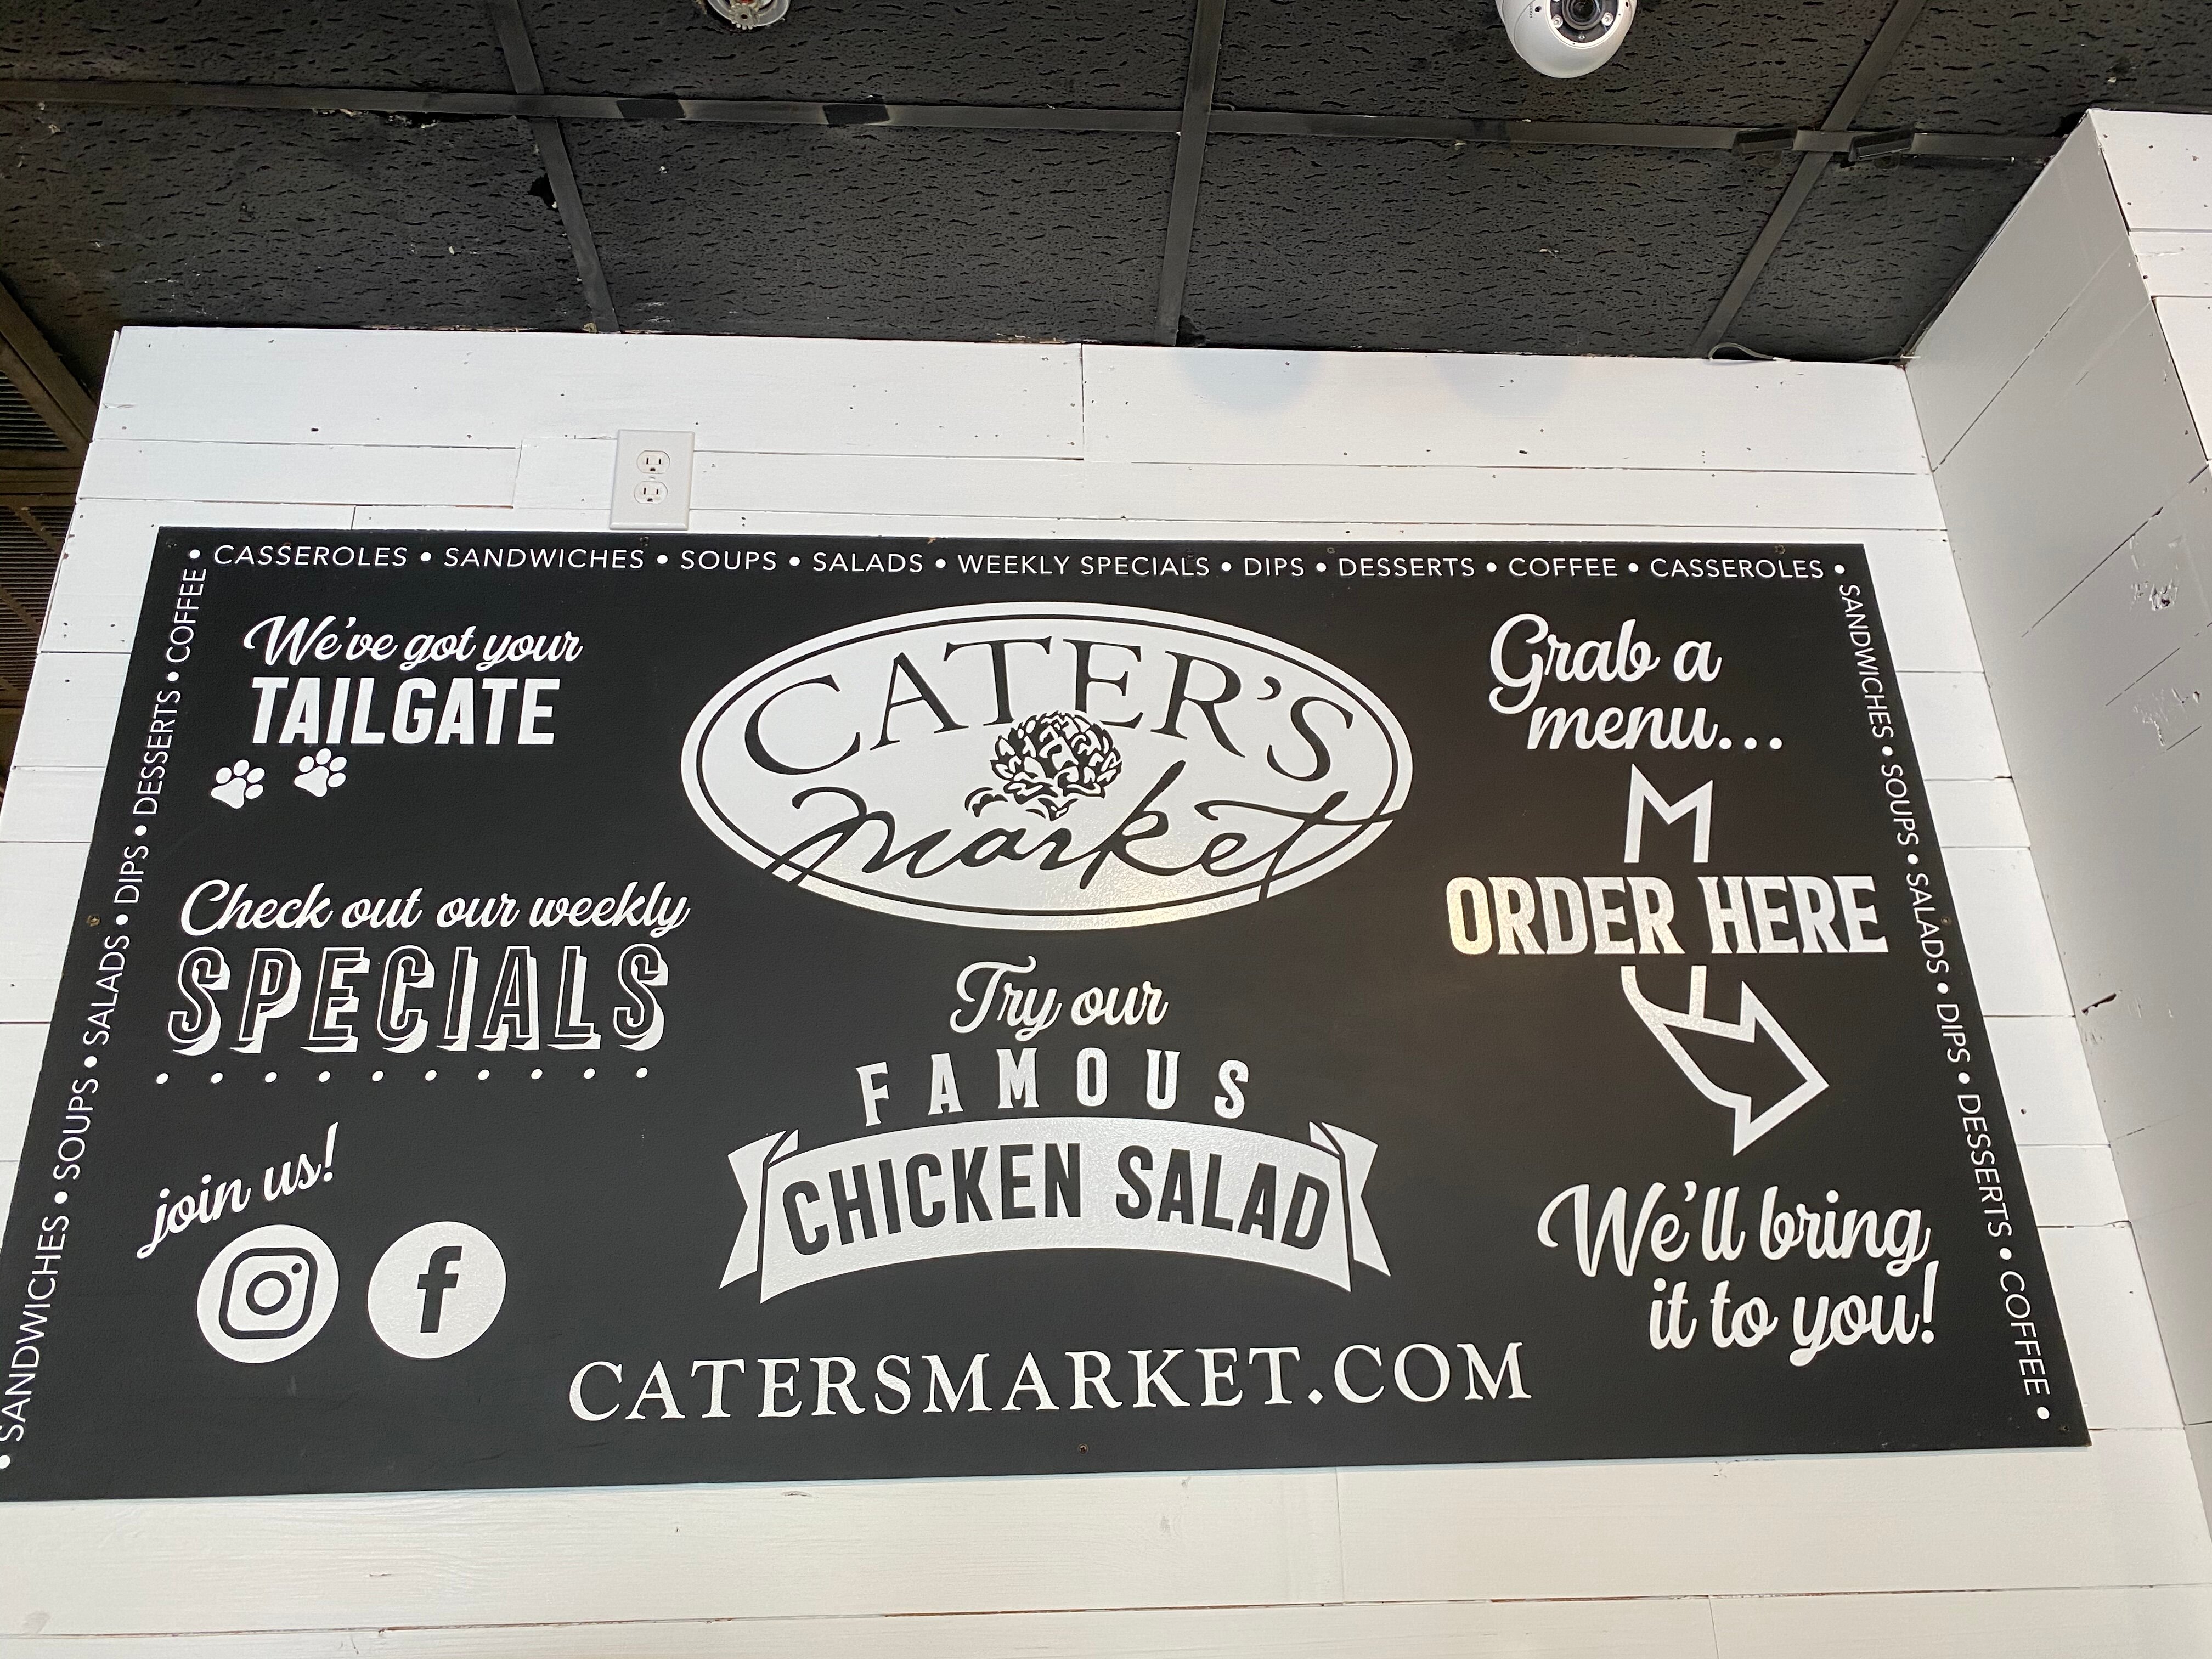 • CASSEROLES • SANDWICHES • SOUPS • SALADS • WEEKLY SPECIALS • DIPS • DESSERTS • COFFEE • CASSEROLES •
• SANDWICHES • SOUPS • SALADS • DIPS • DESSERTS • COFFEE
We've got your
TAILGATE
Check out our weekly
SPECIALS
join us!
f
CATER'S
market
Try our
FAMOUS
CHICKEN SALAD
CATERSMARKET.COM
Grab a
menu...
ORDER HERE
We'll bring
it to you!
SANDWICHES • SOUPS • SALADS • DIPS • DESSERTS • COFFEE •